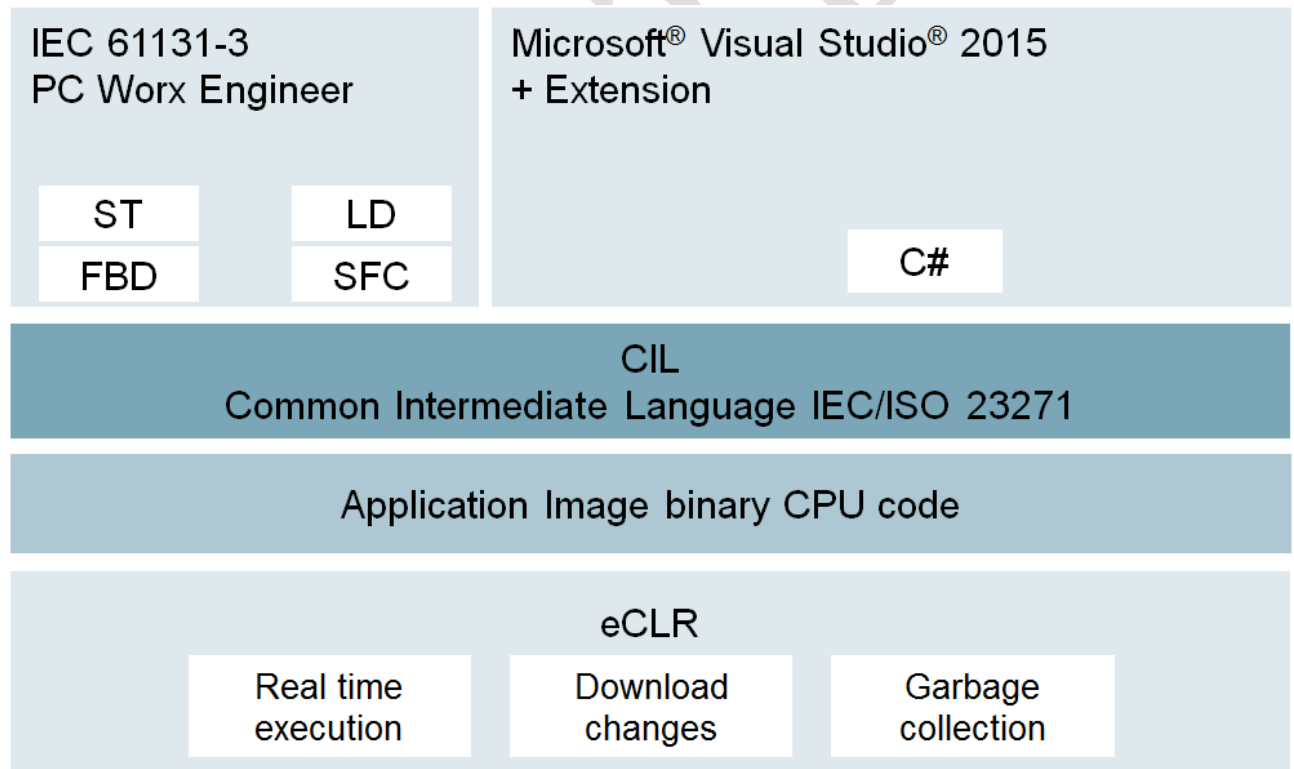 IEC 61131-3
PC Worx Engineer
ST
LD
FBD
SFC
Microsoft® Visual Studio® 2015
+ Extension
C#
CIL
Common Intermediate Language IEC/ISO 23271
Application Image binary CPU code
eCLR
Real time
execution
Download
changes
Garbage
collection